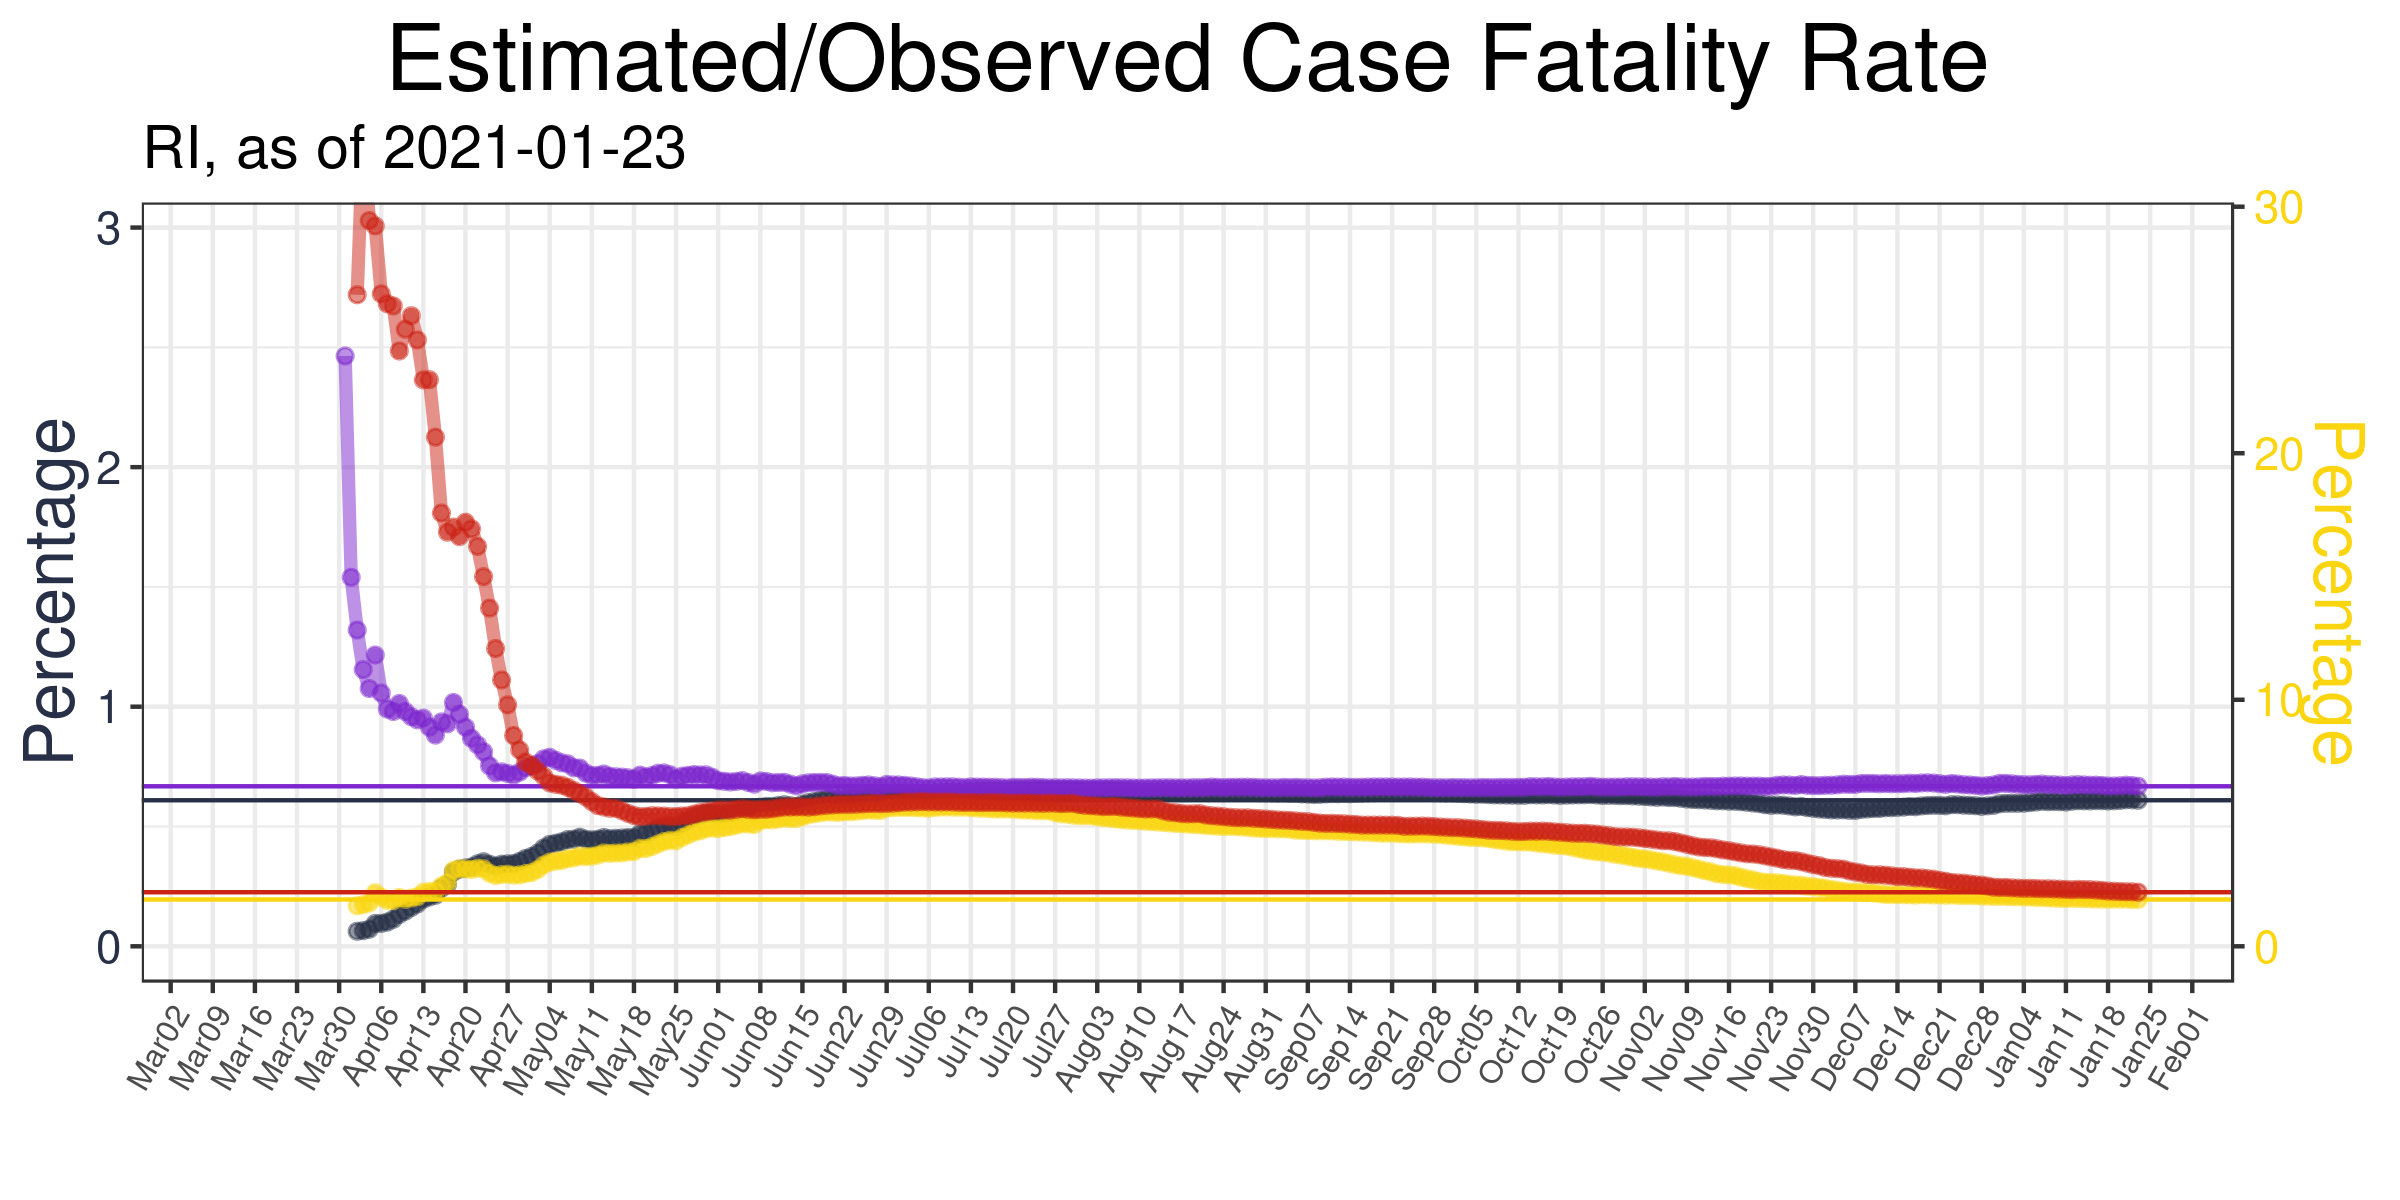 Estimated/Observed Case Fatality Rate
RI, as of 2021-01-23
Percentage
3
2
1
0
30
20
10
0
Percentage
Mar02
Mar09
Mar16
Mar23
Mar30
Apr06
Apr13
Apr20
Apr27
May04
May11
May18
May25
Jun01
Jun08
Jun15
Jun22
Jun29
Jul06
Jul13
Jul20
Jul27
Aug03
Aug10
Aug17
Aug24
Aug31
Sep07
Sep14
Sep21
Sep28
Oct05
Oct12
Oct19
Oct26
Nov02
Nov09
Nov16
Nov23
Nov30
Dec07
Dec14
Dec21
Dec28
Jan04
Jan11
Jan18
Jan25
Feb01